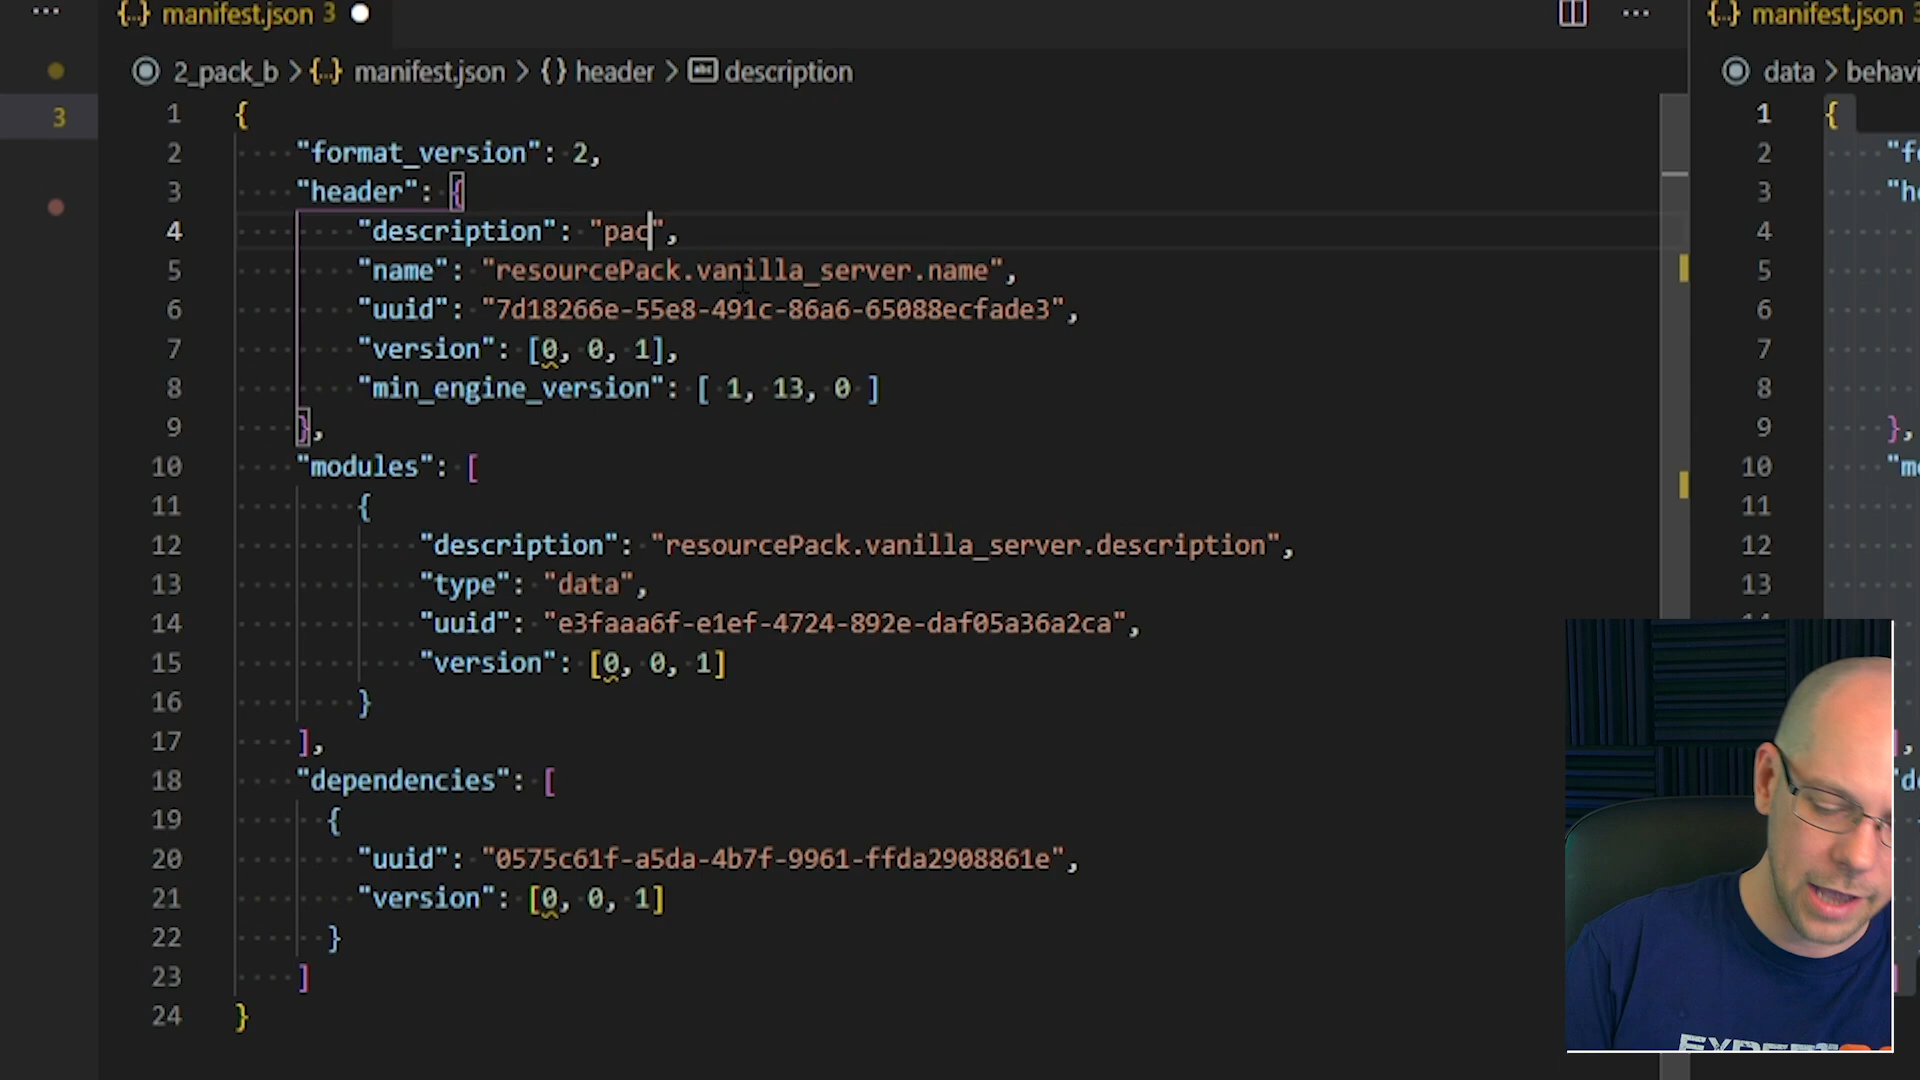 manifest.json 3
manifest.json 3
2_pack_b > manifest.json > {} header > description
data > behavi
3
1 {
2 "format_version": 2,
3 "header": {
4 "description": "pac",
5 "name": "resourcePack.vanilla_server.name",
6 "uuid": "7d18266e-55e8-491c-86a6-65088ecfade3",
7 "version": [0, 0, 1],
8 "min_engine_version": [ 1, 13, 0 ]
9 },
10 "modules": [
11 {
12 "description": "resourcePack.vanilla_server.description",
13 "type": "data",
14 "uuid": "e3faaa6f-e1ef-4724-892e-daf05a36a2ca",
15 "version": [0, 0, 1]
16 }
17 ],
18 "dependencies": [
19 {
20 "uuid": "0575c61f-a5da-4b7f-9961-ffda2908861e",
21 "version": [0, 0, 1]
22 }
23 ]
24 }
1 {
2 "fo
3 "he
4
5
6
7
8
9 },
10 "mo
11
12
13
],
"de
]